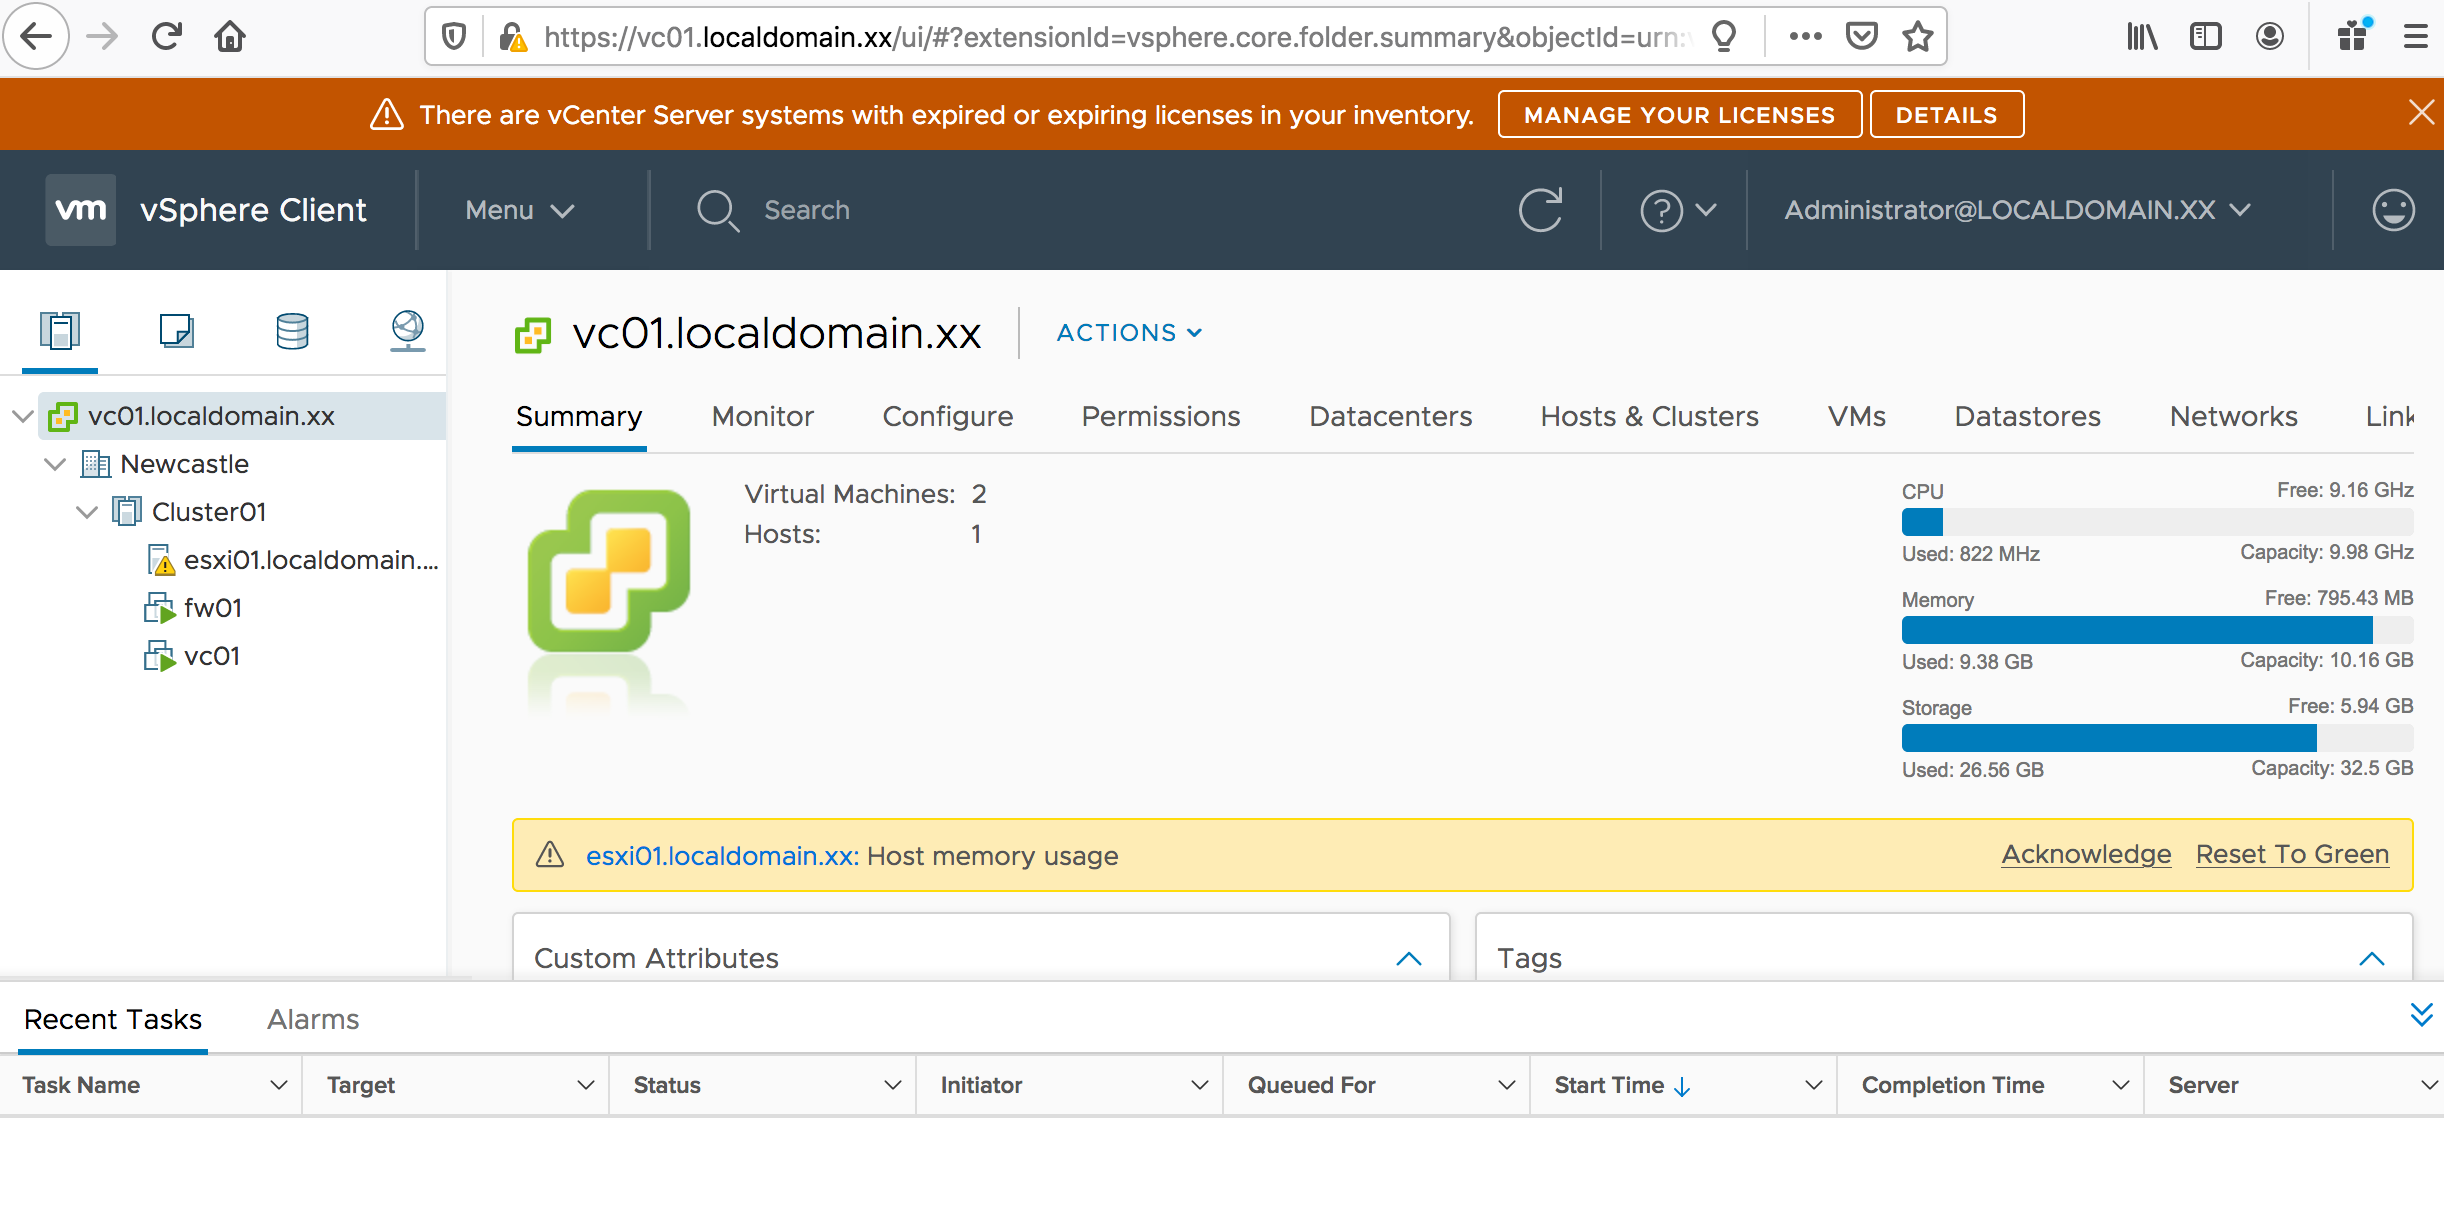 https://vc01.localdomain.xx/ui/#?extensionId=vsphere.core.folder.summary&objectId=urn:
There are vCenter Server systems with expired or expiring licenses in your inventory. MANAGE YOUR LICENSES DETAILS
vm vSphere Client Menu Search Administrator@LOCALDOMAIN.XX
vc01.localdomain.xx
Newcastle
Cluster01
esxi01.localdomain....
fw01
vc01
vc01.localdomain.xx ACTIONS
Summary Monitor Configure Permissions Datacenters Hosts & Clusters VMs Datastores Networks Link
Virtual Machines: 2
Hosts: 1
CPU Free: 9.16 GHz
Used: 822 MHz Capacity: 9.98 GHz
Memory Free: 795.43 MB
Used: 9.38 GB Capacity: 10.16 GB
Storage Free: 5.94 GB
Used: 26.56 GB Capacity: 32.5 GB
esxi01.localdomain.xx: Host memory usage Acknowledge Reset To Green
Custom Attributes Tags
Recent Tasks Alarms
Task Name Target Status Initiator Queued For Start Time Completion Time Server